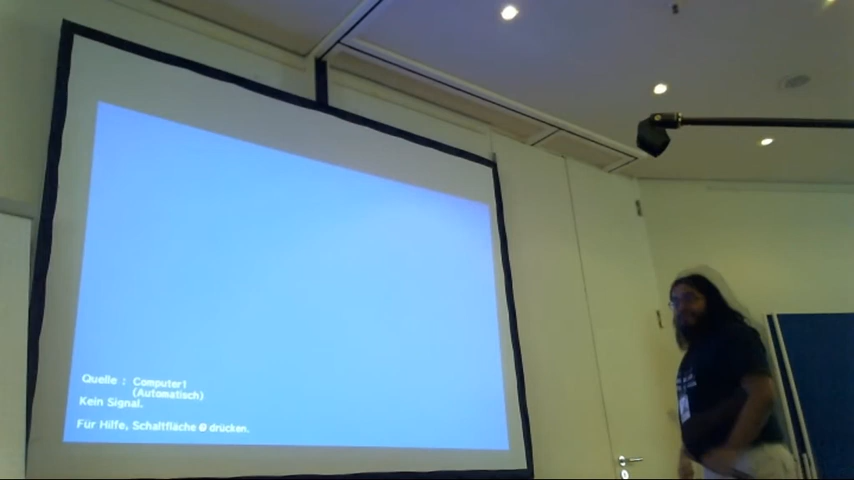 Quelle : Computer1
(Automatisch)
Kein Signal.
Für Hilfe, Schaltfläche drücken.